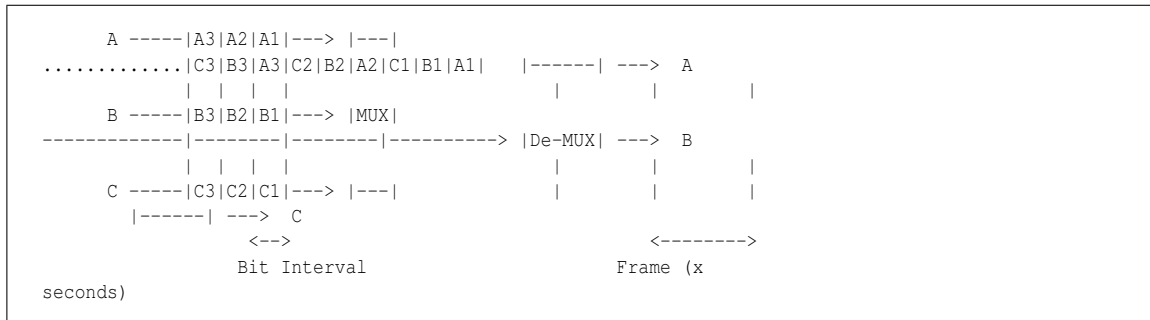 A -----|A3|A2|A1|---> |---|
.............|C3|B3|A3|C2|B2|A2|C1|B1|A1|   |------| --->  A
              |  |  |  |                      |        |        |
      B -----|B3|B2|B1|---> |MUX|
-------------|--------|--------|----------> |De-MUX| --->  B
              |  |  |  |                      |        |        |
      C -----|C3|C2|C1|---> |---|             |        |        |
        |------| --->  C
                   <-->                                <-------->
                  Bit Interval                      Frame (x
seconds)